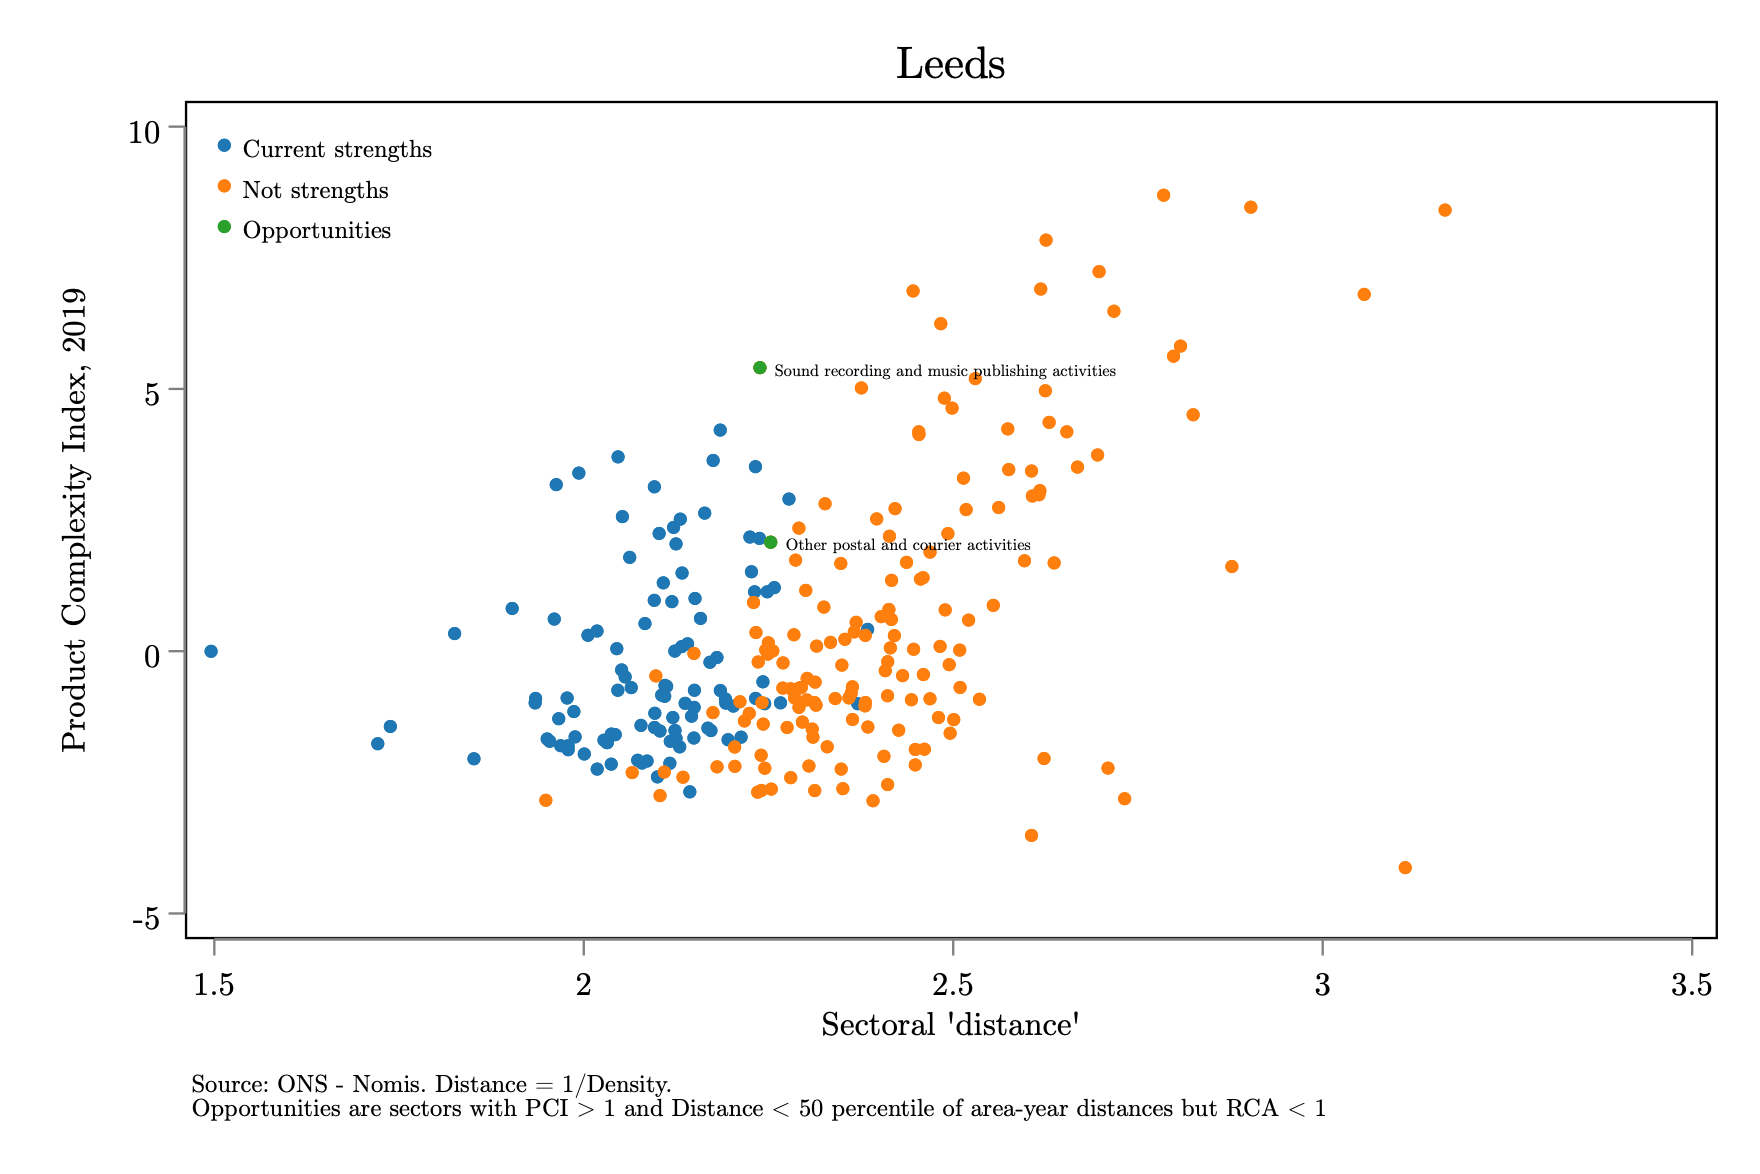 Leeds
10
5
0
-5
Product Complexity Index, 2019
Current strengths
Not strengths
Opportunities
Sound recording and music publishing activities
Other postal and courier activities
1.5
2
2.5
3
3.5
Sectoral 'distance'
Source: ONS - Nomis. Distance = 1/Density.
Opportunities are sectors with PCI > 1 and Distance < 50 percentile of area-year distances but RCA < 1